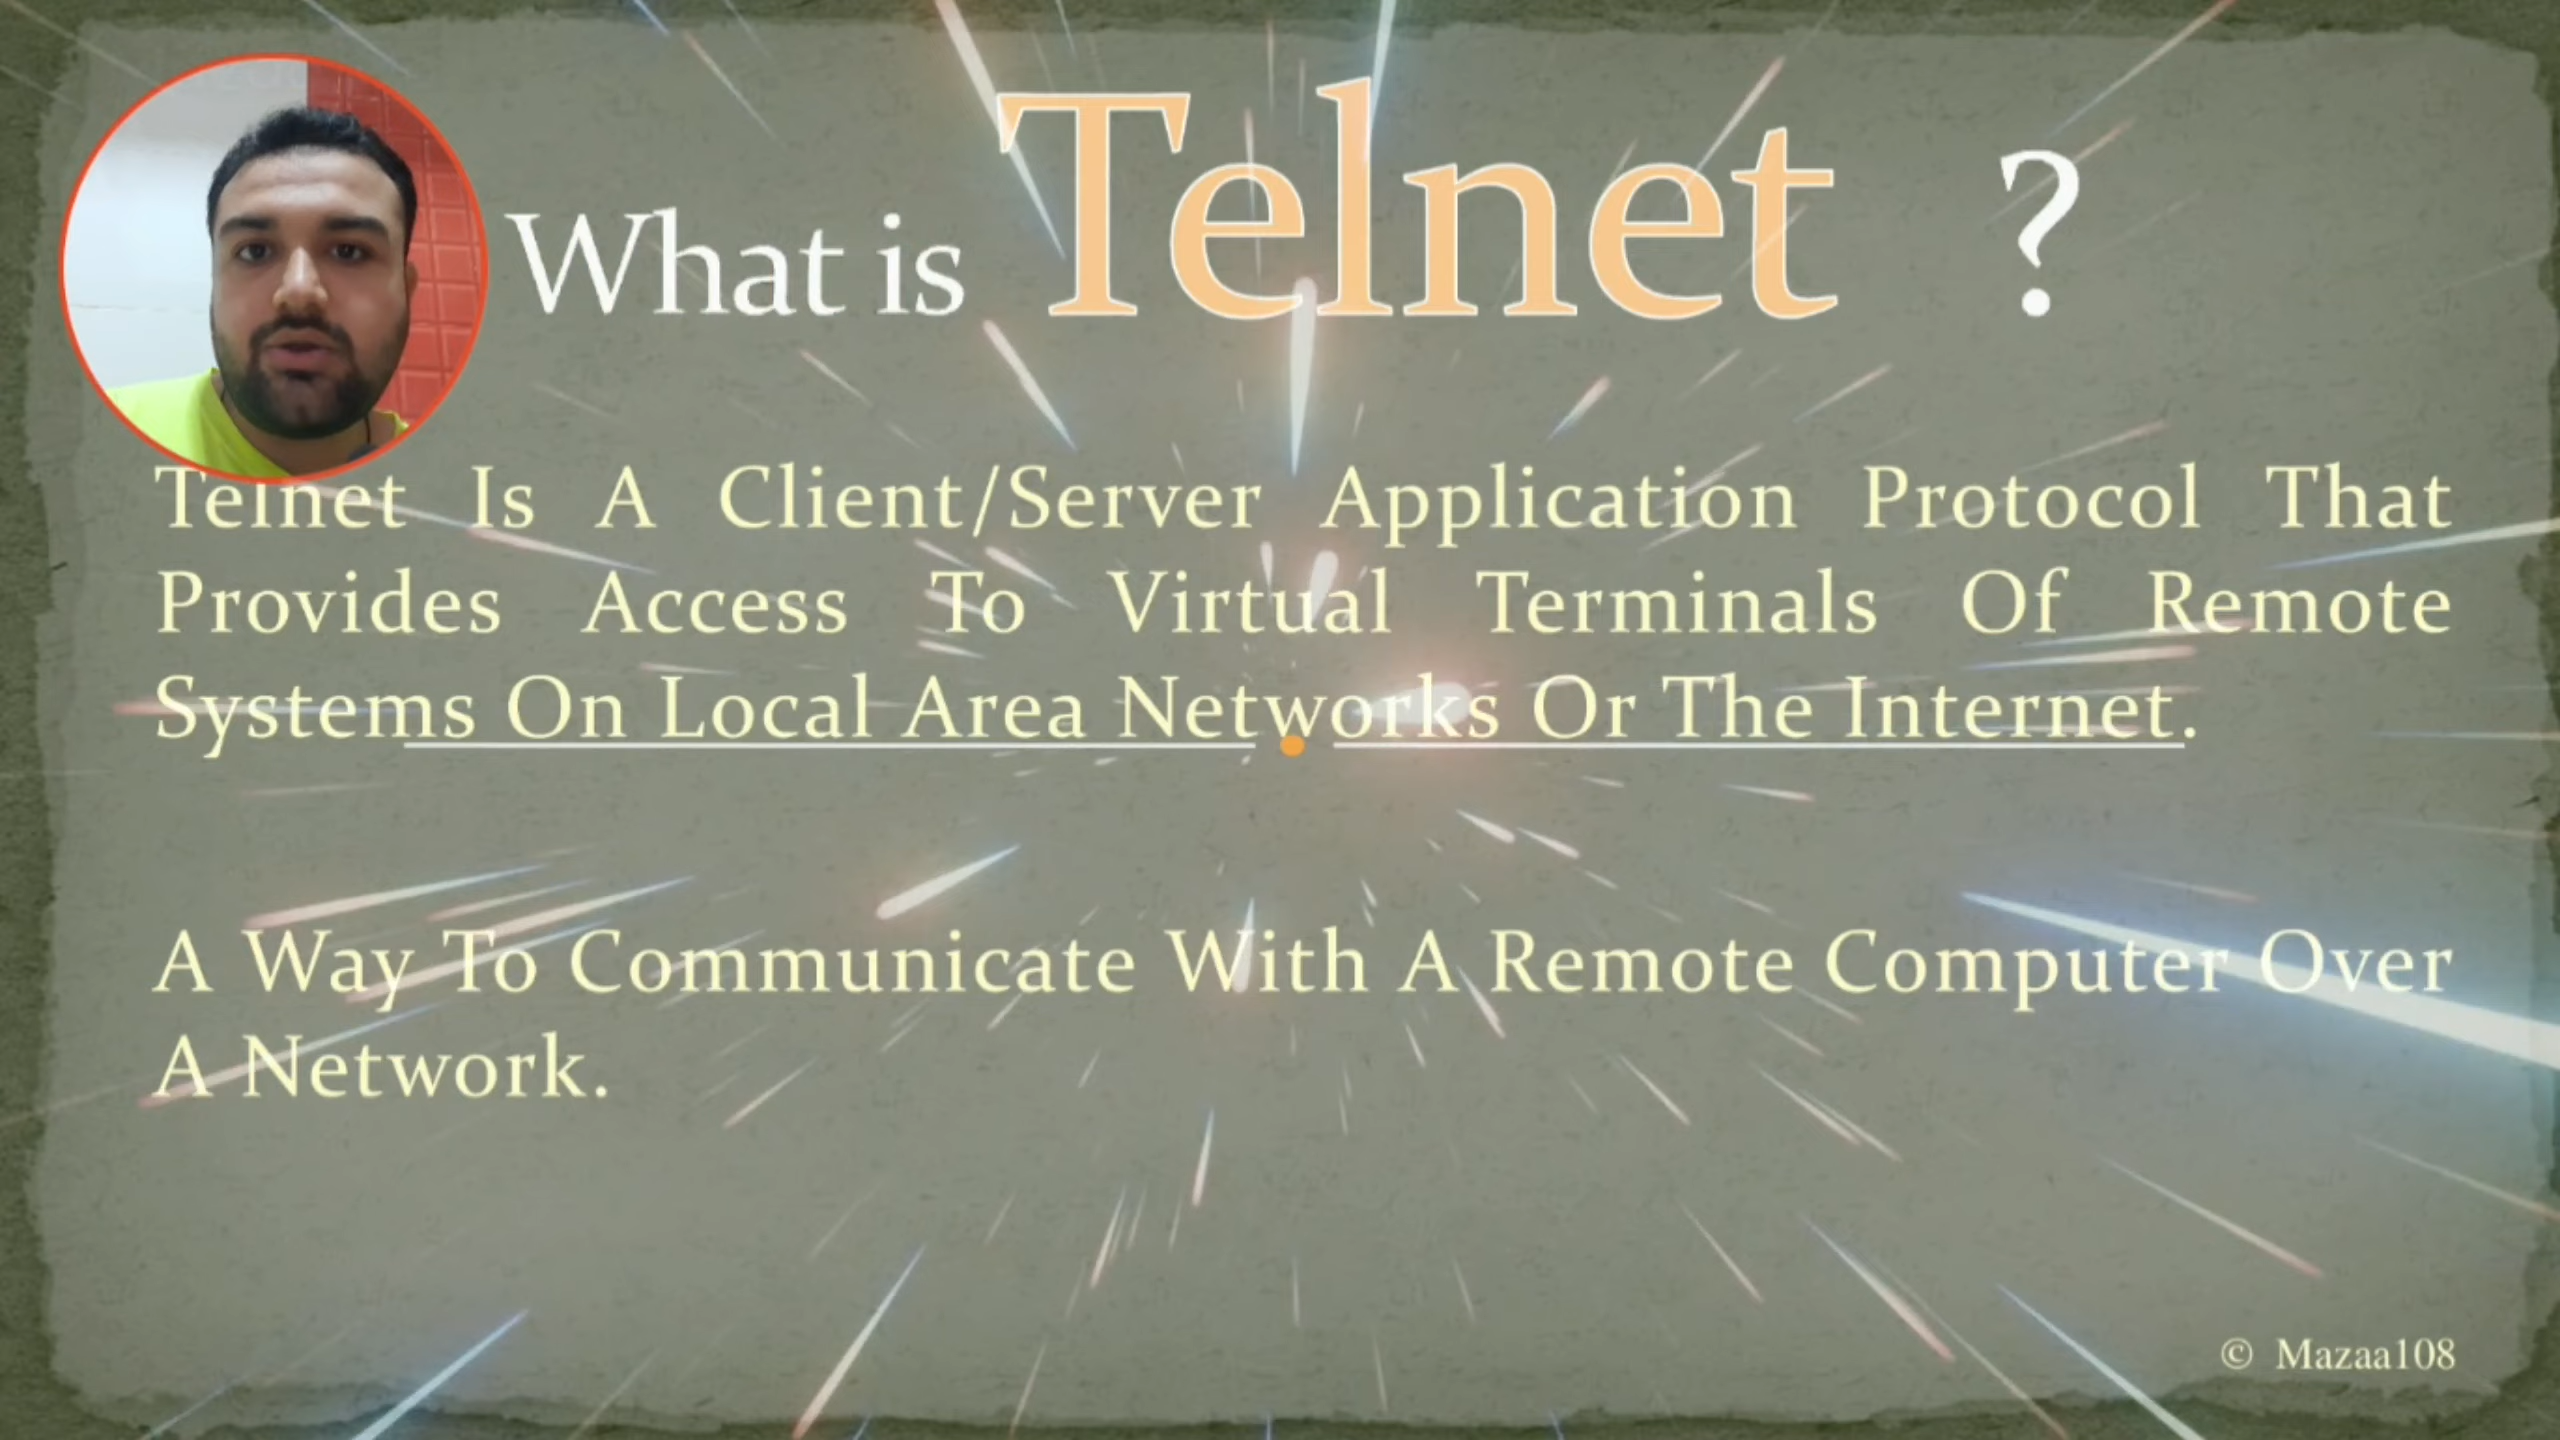 What is Telnet ?
Telnet Is A Client/Server Application Protocol That
Provides Access To Virtual Terminals Of Remote
Systems On Local Area Networks Or The Internet.
A Way To Communicate With A Remote Computer Over
A Network.
© Mazaa108